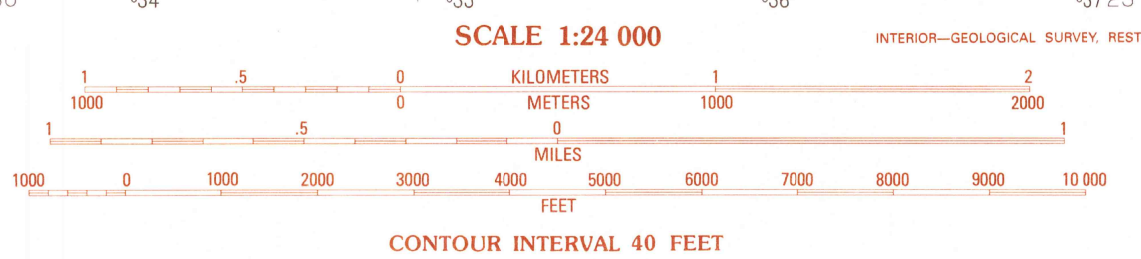 SCALE 1:24 000
INTERIOR—GEOLOGICAL SURVEY, REST
1 .5 0 KILOMETERS 1 2
1000 0 METERS 1000 2000
1 .5 0 1
MILES
1000 0 1000 2000 3000 4000 5000 6000 7000 8000 9000 10 000
FEET
CONTOUR INTERVAL 40 FEET